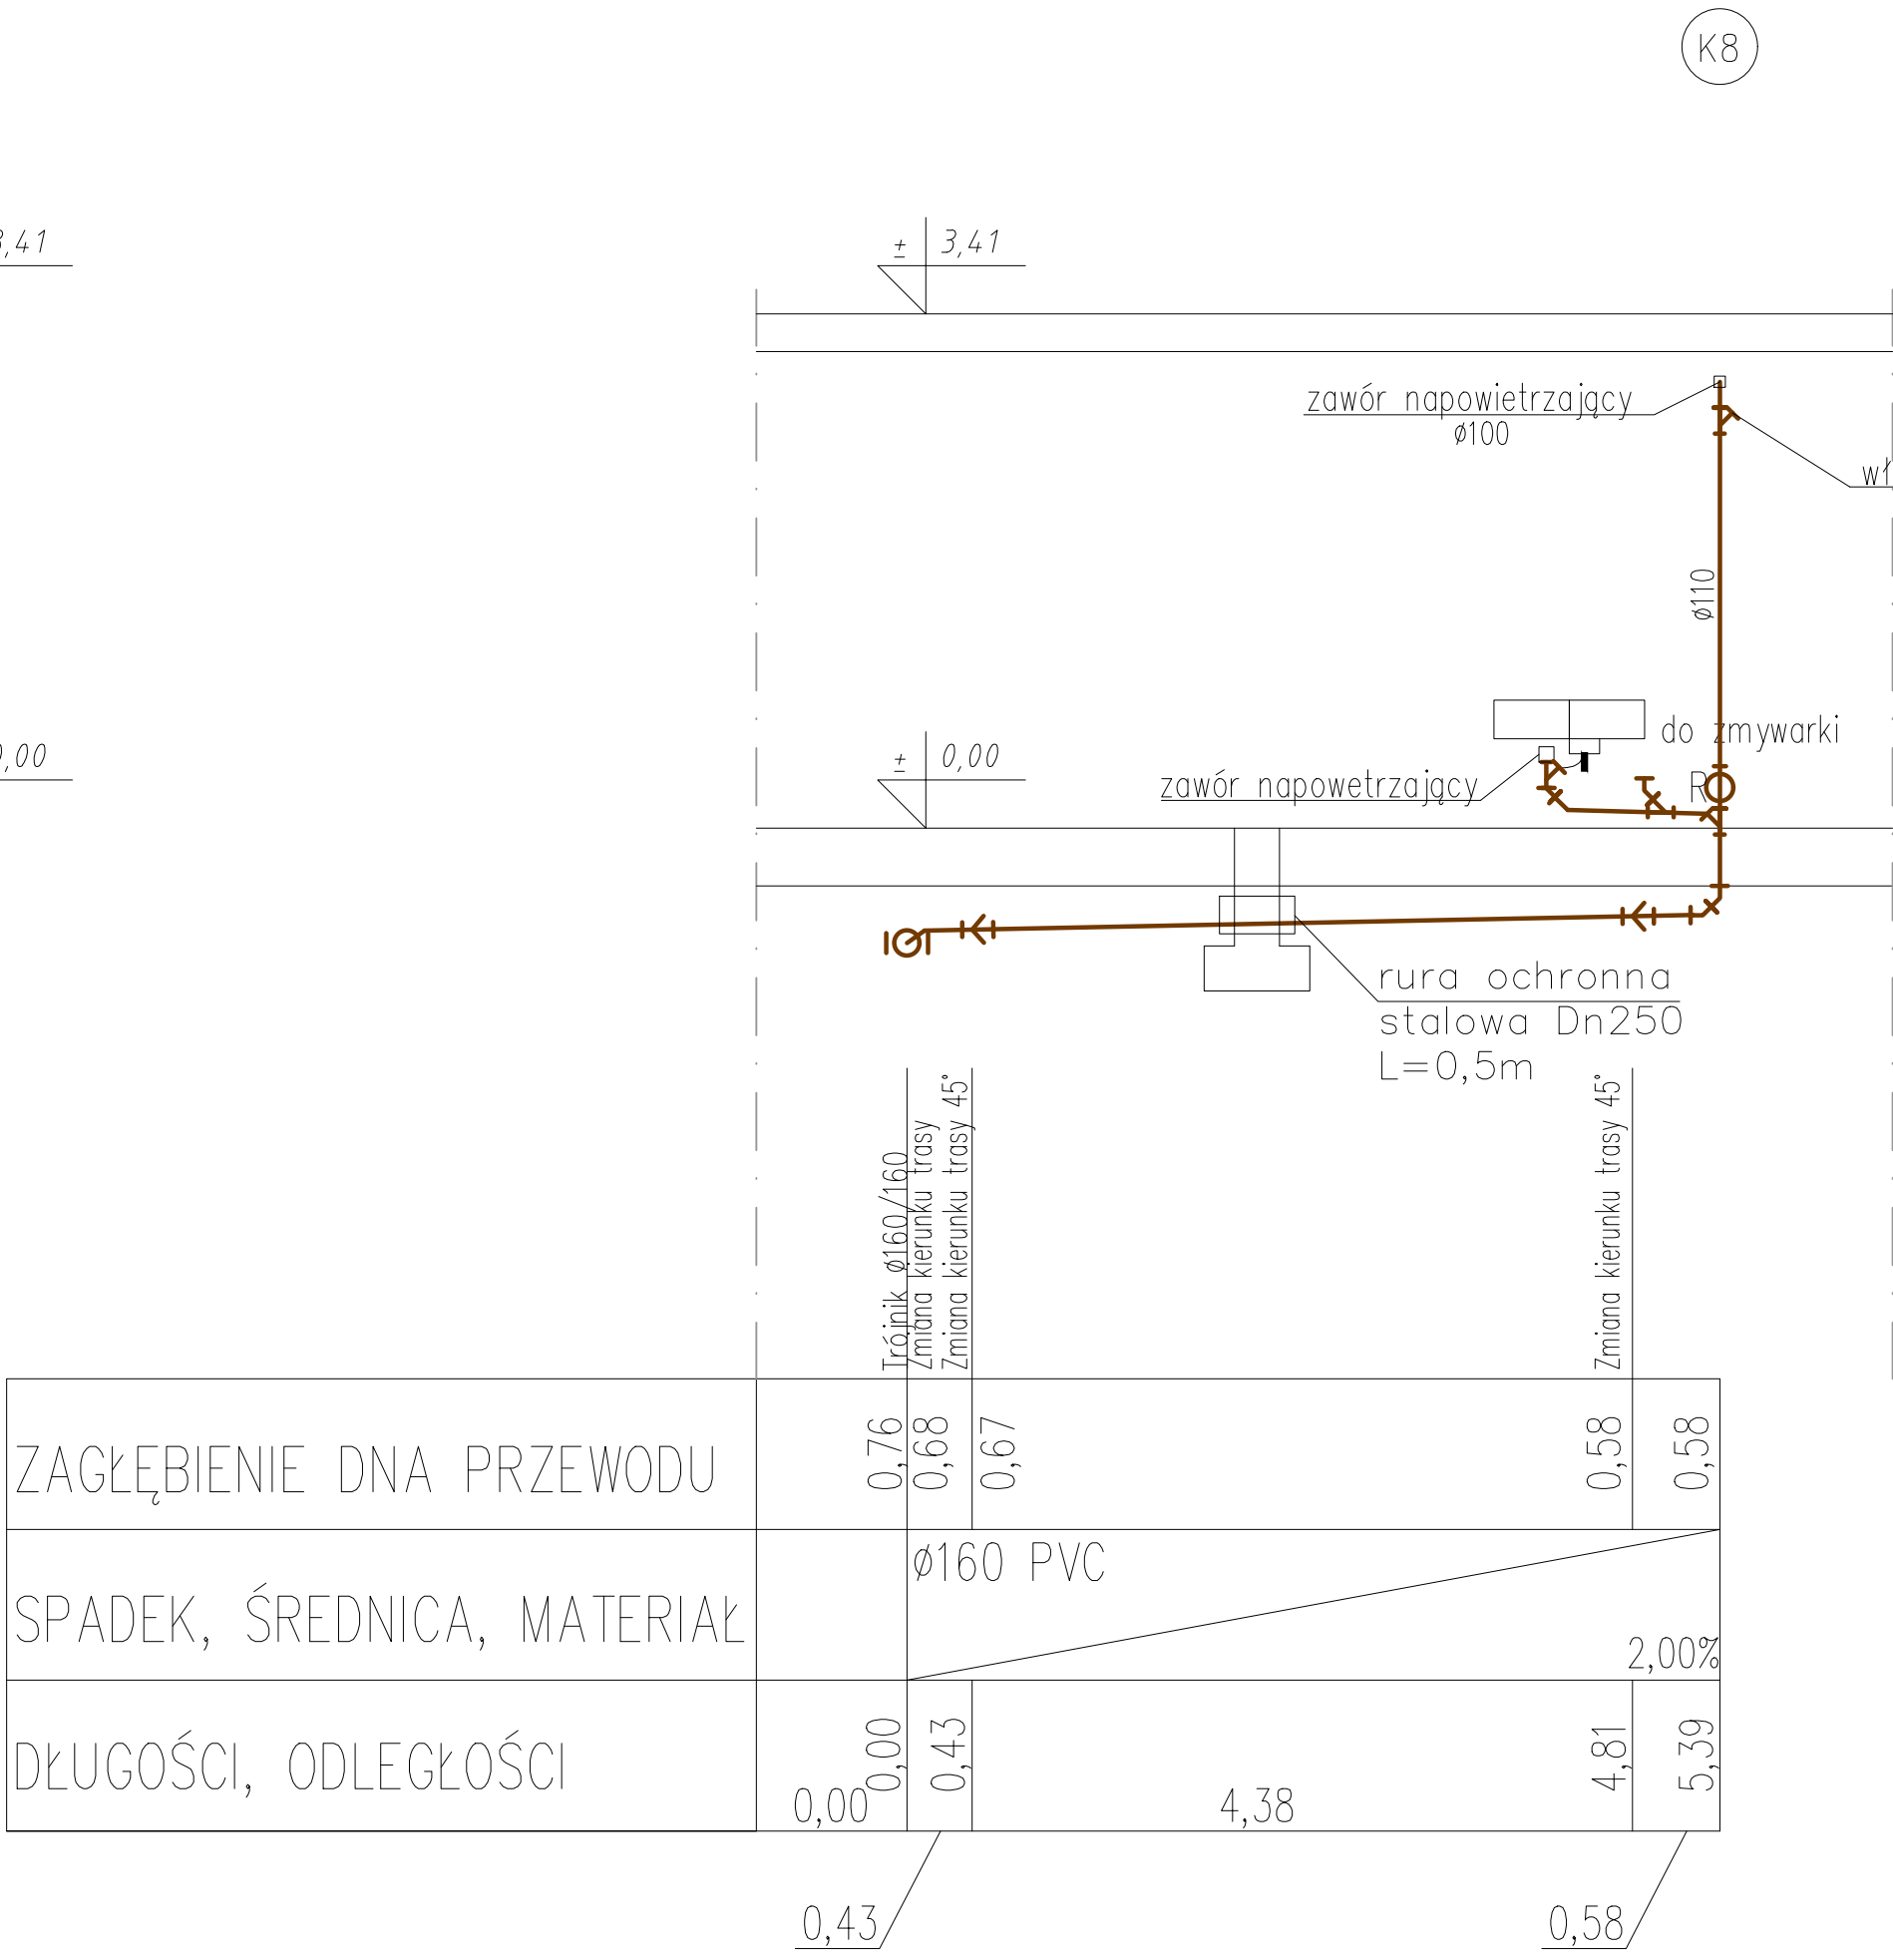 K8
3,41
± 3,41
zawór napowietrzający
ø100
ø110
do zmywarki
0,00
± 0,00
zawór napowetrzający
R
rura ochronna
stalowa Dn250
L=0,5m
Trójnik ø160/160
Zmiana kierunku trasy
Zmiana kierunku trasy 45°
Zmiana kierunku trasy 45°
ZAGŁĘBIENIE DNA PRZEWODU
0,76
0,68
0,67
0,58
0,58
SPADEK, ŚREDNICA, MATERIAŁ
ø160 PVC
2,00%
DŁUGOŚCI, ODLEGŁOŚCI
0,00
0,00
0,43
4,38
4,81
5,39
0,43
0,58